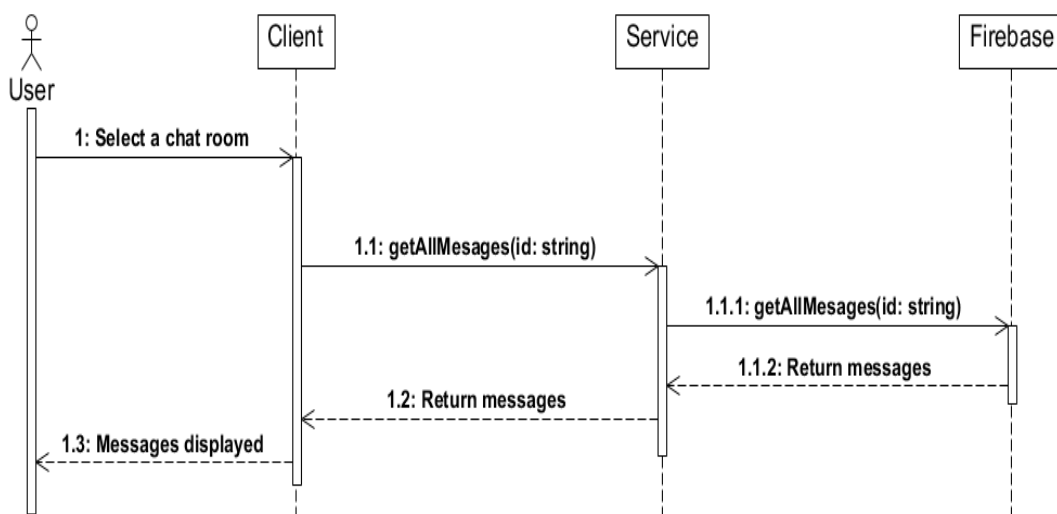 Client
Service
Firebase
User
1: Select a chat room
1.1: getAllMesages(id: string)
1.1.1: getAllMesages(id: string)
1.1.2: Return messages
1.2: Return messages
1.3: Messages displayed